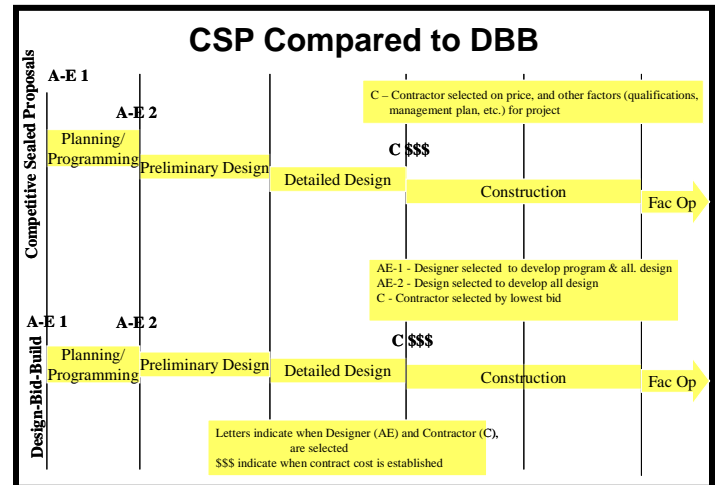 CSP Compared to DBB
Competitive Sealed Proposals
A-E 1
C – Contractor selected on price, and other factors (qualifications,
management plan, etc.) for project
A-E 2
Planning/
Programming
Preliminary Design
C $$$
Detailed Design
Construction
Fac Op
AE-1 - Designer selected to develop program & all. design
AE-2 - Design selected to develop all design
C - Contractor selected by lowest bid
Design-Bid-Build
A-E 1
A-E 2
C $$$
Planning/
Programming
Preliminary Design
Detailed Design
Construction
Fac Op
Letters indicate when Designer (AE) and Contractor (C),
are selected
$$$ indicate when contract cost is established